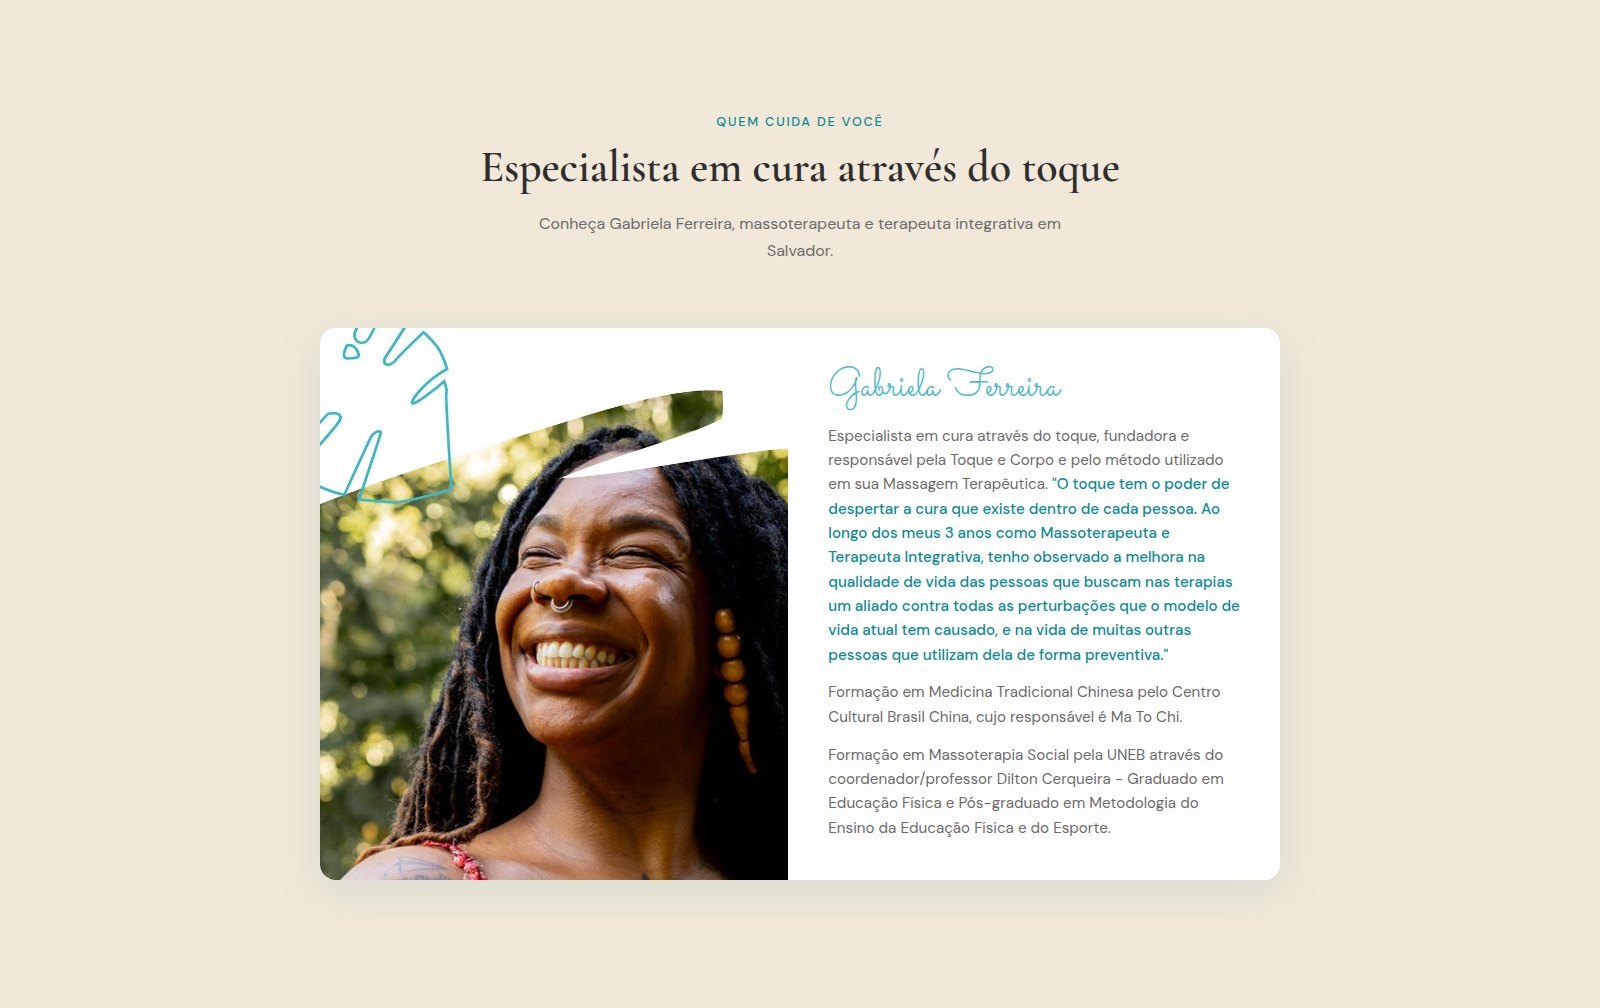 QUEM CUIDA DE VOCÊ
Especialista em cura através do toque
Conheça Gabriela Ferreira, massoterapeuta e terapeuta integrativa em
Salvador.
Gabriela Ferreira
Especialista em cura através do toque, fundadora e
responsável pela Toque e Corpo e pelo método utilizado
em sua Massagem Terapêutica. "O toque tem o poder de
despertar a cura que existe dentro de cada pessoa. Ao
longo dos meus 3 anos como Massoterapeuta e
Terapeuta Integrativa, tenho observado a melhora na
qualidade de vida das pessoas que buscam nas terapias
um aliado contra todas as perturbações que o modelo de
vida atual tem causado, e na vida de muitas outras
pessoas que utilizam dela de forma preventiva."
Formação em Medicina Tradicional Chinesa pelo Centro
Cultural Brasil China, cujo responsável é Ma To Chi.
Formação em Massoterapia Social pela UNEB através do
coordenador/professor Dilton Cerqueira - Graduado em
Educação Física e Pós-graduado em Metodologia do
Ensino da Educação Física e do Esporte.